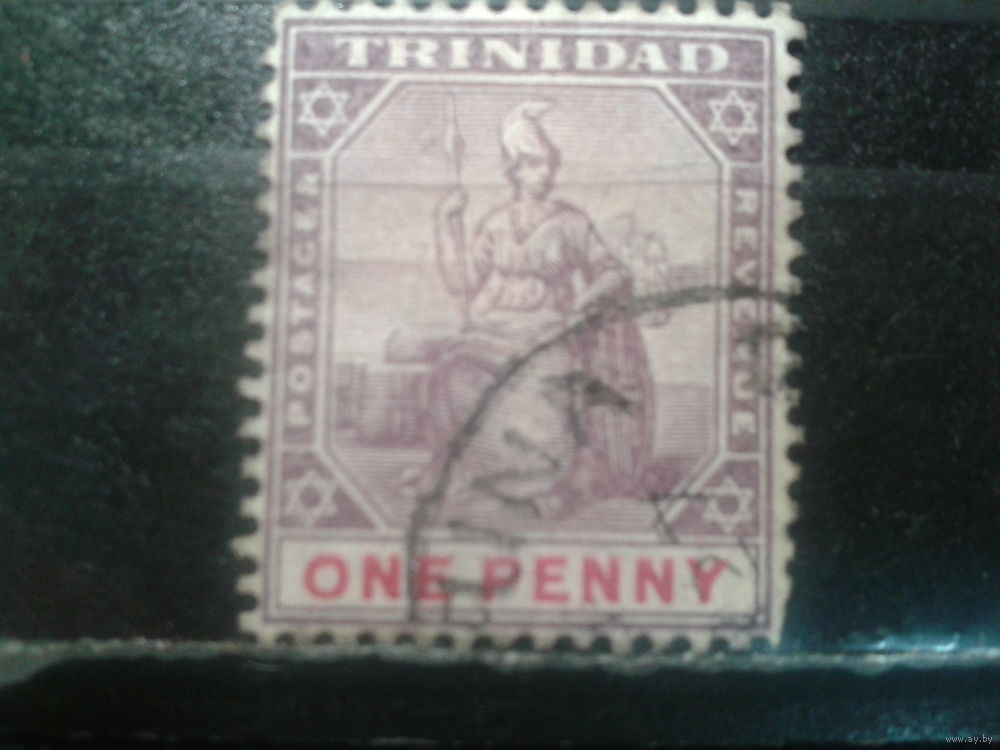 TRINIDAD
POSTAGE &
REVENUE
ONE PENNY
www.ay.by